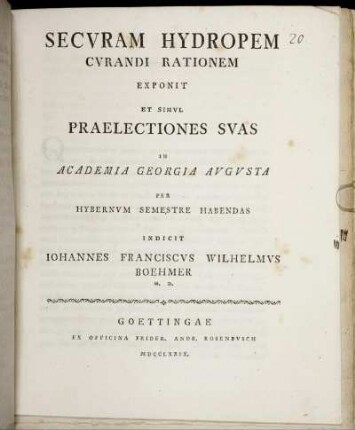 SECVRAM HYDROPEM 20
CVRANDI RATIONEM
EXPONIT
ET SIMVL
PRAELECTIONES SVAS
IN
ACADEMIA GEORGIA AVGVSTA
PER
HYBERNVM SEMESTRE HABENDAS
INDICIT
IOHANNES FRANCISCVS WILHELMVS
BOEHMER
M. D.
GOETTINGAE
EX OFFICINA FRIDER. ANDR. ROSENBVSCH
MDCCLXXIX.